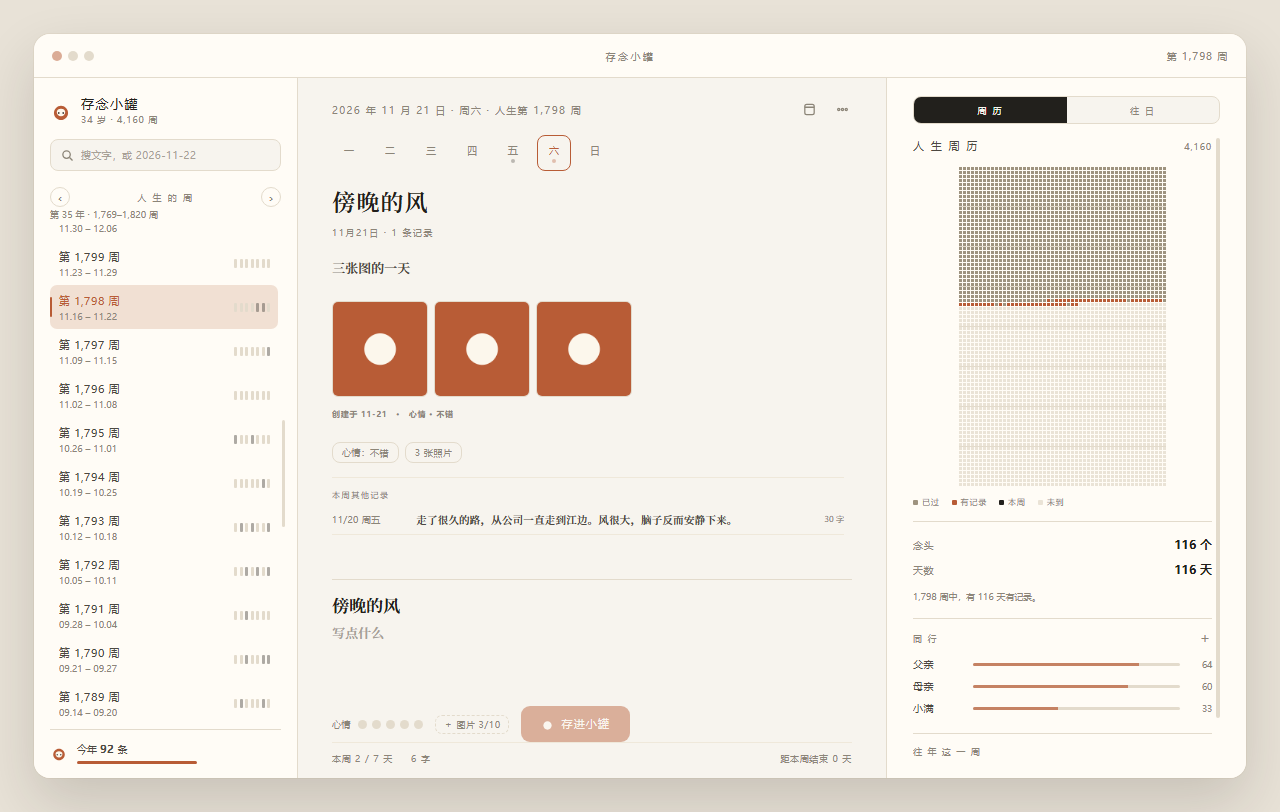 存念小罐
第 1,798 周
存念小罐
34 岁 · 4,160 周
搜文字，或 2026-11-22
‹ 人生的周 ›
第 35 年 · 1,769–1,820 周
11.30 – 12.06
第 1,799 周
11.23 – 11.29
第 1,798 周
11.16 – 11.22
第 1,797 周
11.09 – 11.15
第 1,796 周
11.02 – 11.08
第 1,795 周
10.26 – 11.01
第 1,794 周
10.19 – 10.25
第 1,793 周
10.12 – 10.18
第 1,792 周
10.05 – 10.11
第 1,791 周
09.28 – 10.04
第 1,790 周
09.21 – 09.27
第 1,789 周
09.14 – 09.20
今年 92 条
2026 年 11 月 21 日 · 周六 · 人生第 1,798 周
一 二 三 四 五 六 日
傍晚的风
11月21日 · 1 条记录
三张图的一天
创建于 11-21 · 心情 · 不错
心情：不错 3 张照片
本周其他记录
11/20 周五 走了很久的路，从公司一直走到江边。风很大，脑子反而安静下来。 30 字
傍晚的风
写点什么
心情 + 图片 3/10 存进小罐
本周 2 / 7 天 6 字 距本周结束 0 天
周历 往日
人生周历 4,160
已过 有记录 本周 未到
念头 116 个
天数 116 天
1,798 周中，有 116 天有记录。
同行 +
父亲 64
母亲 60
小满 33
往年这一周